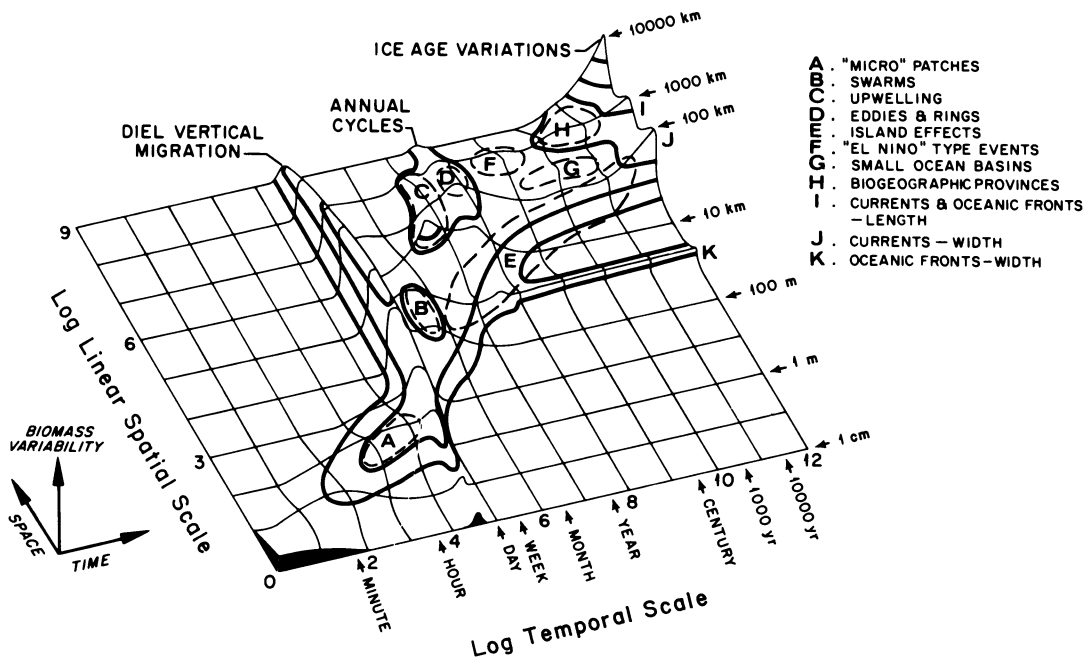 ICE AGE VARIATIONS
10000 km
1000 km
100 km
10 km
100 m
1 m
1 cm
ANNUAL
CYCLES
DIEL VERTICAL
MIGRATION
A . "MICRO" PATCHES
B . SWARMS
C . UPWELLING
D . EDDIES & RINGS
E . ISLAND EFFECTS
F . "EL NINO" TYPE EVENTS
G . SMALL OCEAN BASINS
H . BIOGEOGRAPHIC PROVINCES
I . CURRENTS & OCEANIC FRONTS
-LENGTH
J . CURRENTS - WIDTH
K . OCEANIC FRONTS-WIDTH
I
J
K
H
F
G
C
D
E
B
A
9
6
3
0
Log Linear Spatial Scale
BIOMASS
VARIABILITY
SPACE
TIME
2
4
6
8
10
12
MINUTE
HOUR
DAY
WEEK
MONTH
YEAR
CENTURY
1000 yr
10000 yr
Log Temporal Scale